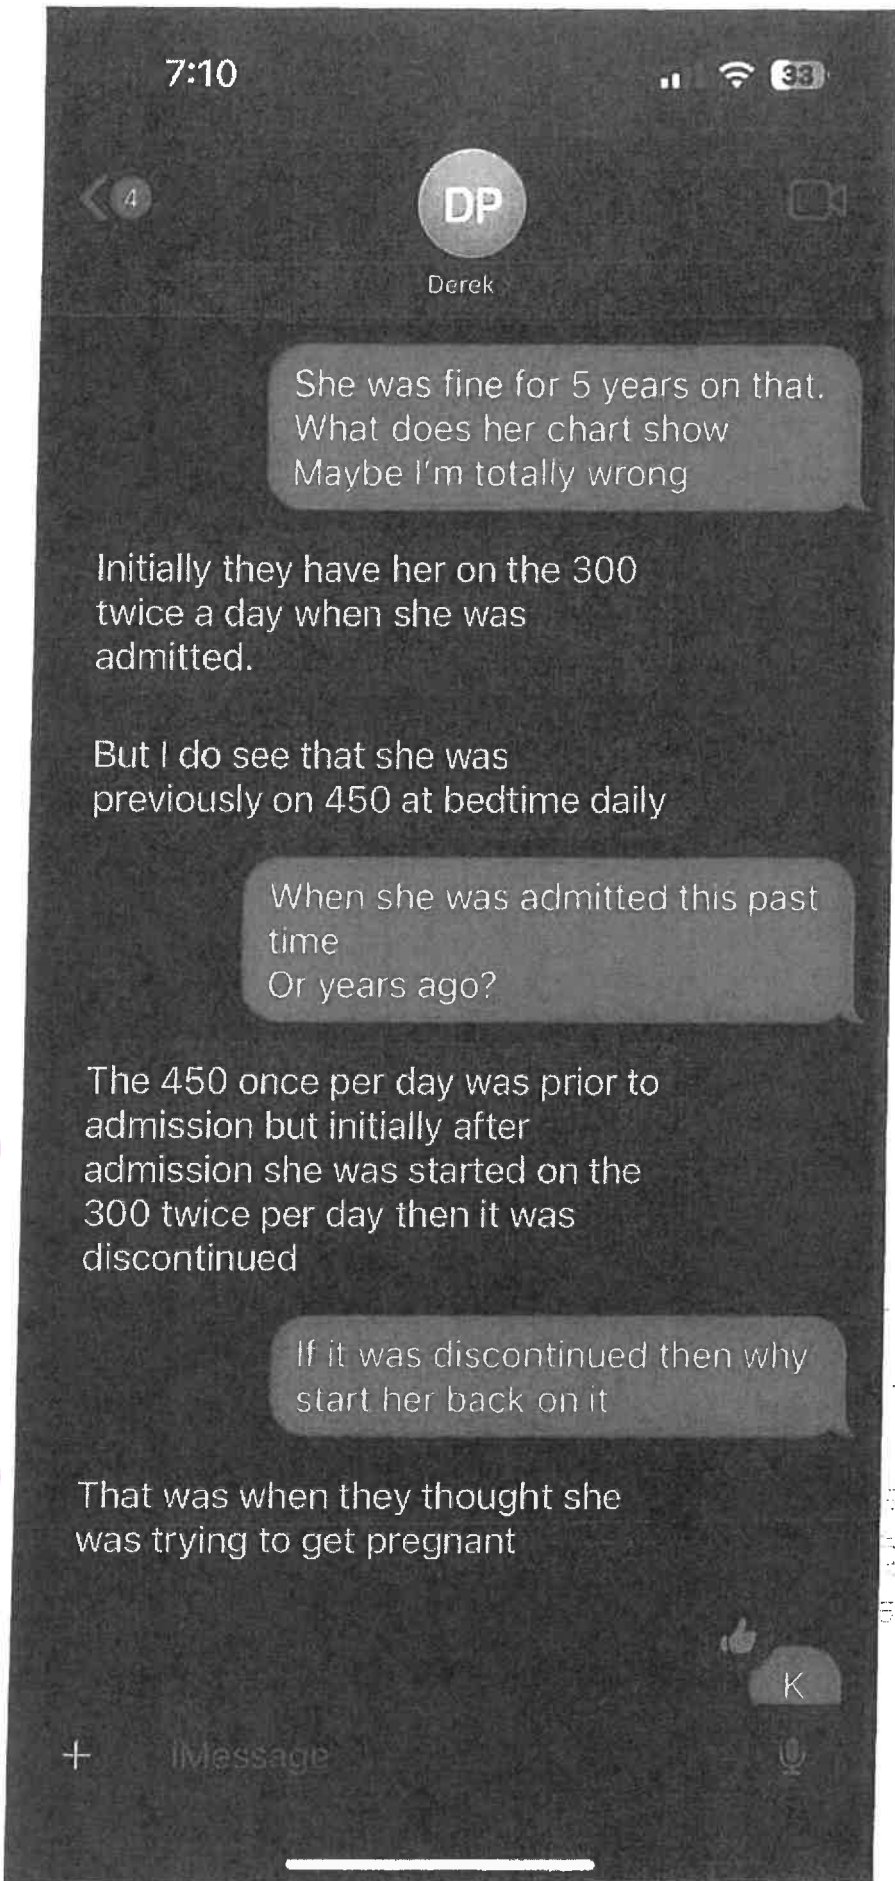 7:10
33
4
DP
Derek
She was fine for 5 years on that.
What does her chart show
Maybe I'm totally wrong
Initially they have her on the 300
twice a day when she was
admitted.
But I do see that she was
previously on 450 at bedtime daily
When she was admitted this past
time
Or years ago?
The 450 once per day was prior to
admission but initially after
admission she was started on the
300 twice per day then it was
discontinued
If it was discontinued then why
start her back on it
That was when they thought she
was trying to get pregnant
K
iMessage